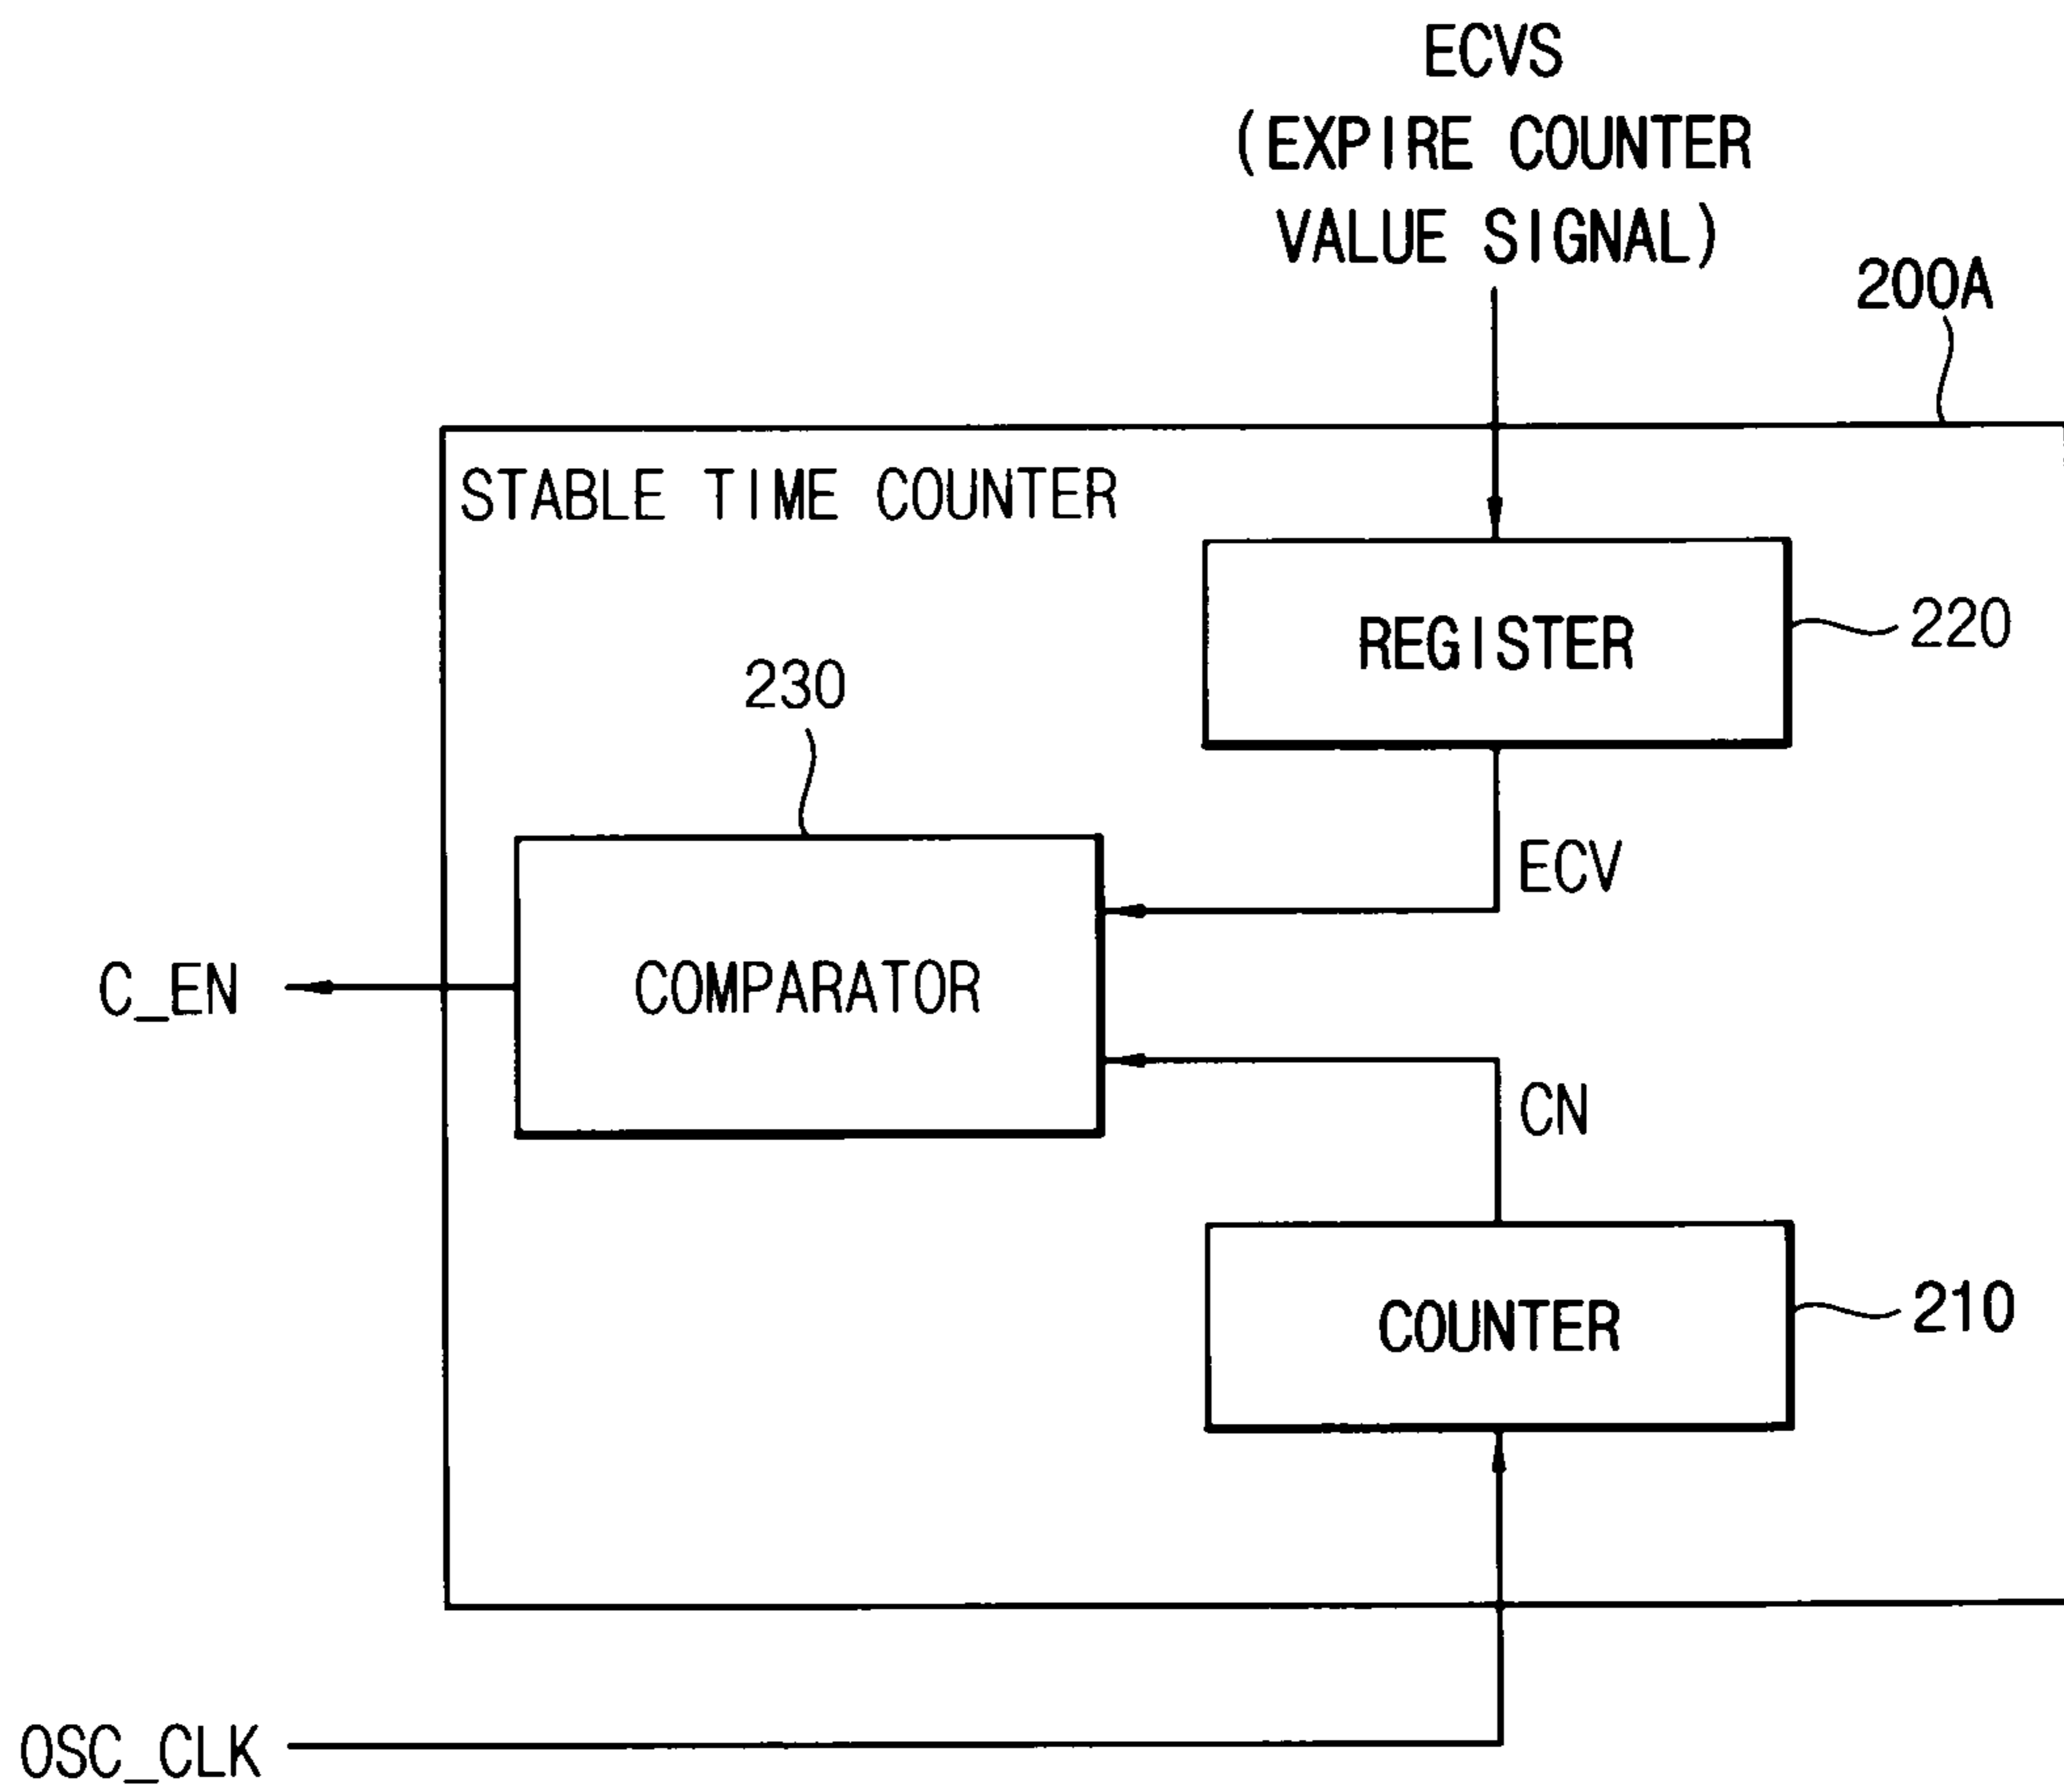 ECVS
(EXPIRE COUNTER
VALUE SIGNAL)
200A
STABLE TIME COUNTER
REGISTER
220
230
ECV
COMPARATOR
C_EN
CN
COUNTER
210
OSC_CLK